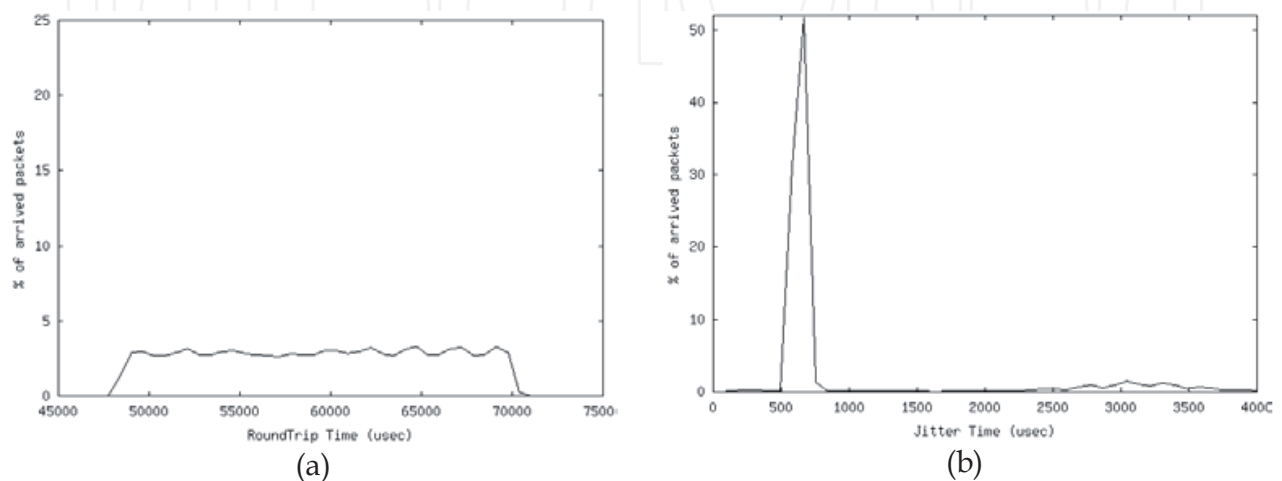 25
20
15
10
5
0
% of arrived packets
45000 50000 55000 60000 65000 70000 7500
RoundTrip Time (usec)
(a)
50
40
30
20
10
0
% of arrived packets
0 500 1000 1500 2000 2500 3000 3500 400
Jitter Time (usec)
(b)